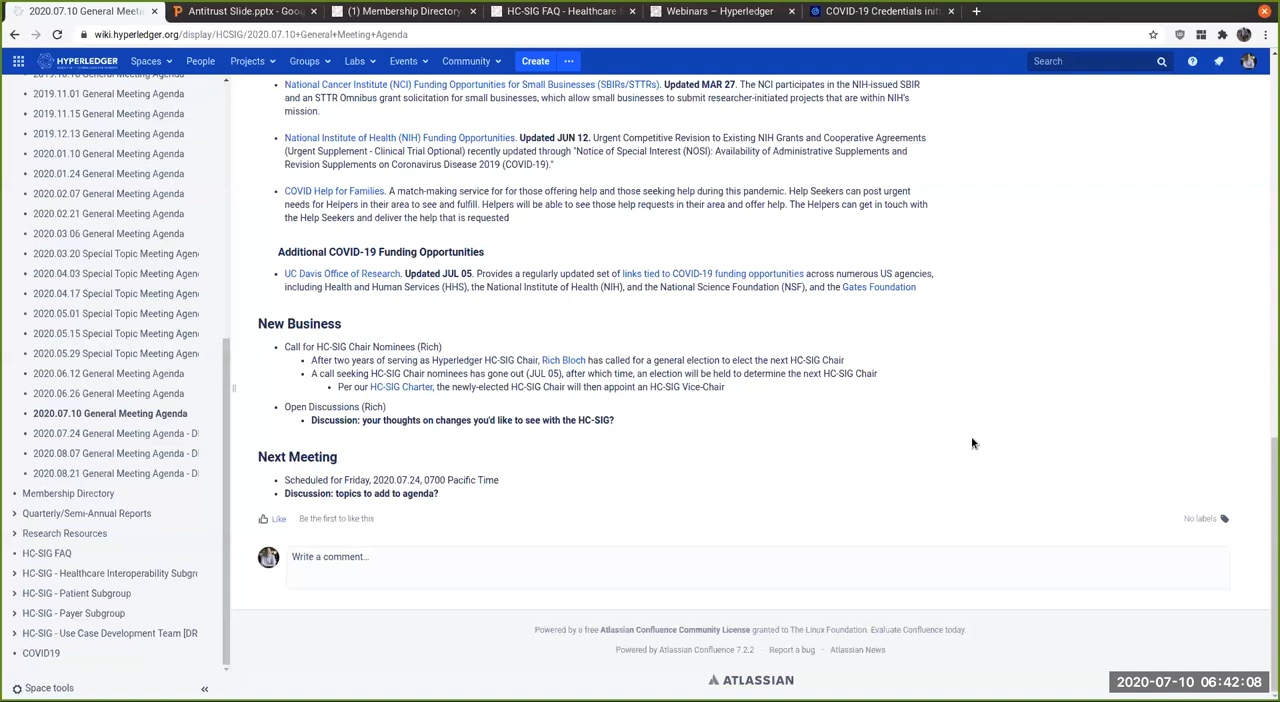 2020.07.10 General Meeti
Antitrust Slide.pptx - Goog
(1) Membership Directory
HC-SIG FAQ - Healthcare
Webinars – Hyperledger
COVID-19 Credentials init
wiki.hyperledger.org/display/HCSIG/2020.07.10+General+Meeting+Agenda
HYPERLEDGER Spaces People Projects Groups Labs Events Community Create ··· Search
2019.11.01 General Meeting Agenda
2019.11.15 General Meeting Agenda
2019.12.13 General Meeting Agenda
2020.01.10 General Meeting Agenda
2020.01.24 General Meeting Agenda
2020.02.07 General Meeting Agenda
2020.02.21 General Meeting Agenda
2020.03.06 General Meeting Agenda
2020.03.20 Special Topic Meeting Agen
2020.04.03 Special Topic Meeting Agen
2020.04.17 Special Topic Meeting Agen
2020.05.01 Special Topic Meeting Agen
2020.05.15 Special Topic Meeting Agen
2020.05.29 Special Topic Meeting Agen
2020.06.12 General Meeting Agenda
2020.06.26 General Meeting Agenda
2020.07.10 General Meeting Agenda
2020.07.24 General Meeting Agenda - D
2020.08.07 General Meeting Agenda - D
2020.08.21 General Meeting Agenda - D
Membership Directory
Quarterly/Semi-Annual Reports
Research Resources
HC-SIG FAQ
HC-SIG - Healthcare Interoperability Subgr
HC-SIG - Patient Subgroup
HC-SIG - Payer Subgroup
HC-SIG - Use Case Development Team [DR
COVID19
Space tools «
National Cancer Institute (NCI) Funding Opportunities for Small Businesses (SBIRs/STTRs). Updated MAR 27. The NCI participates in the NIH-issued SBIR
and an STTR Omnibus grant solicitation for small businesses, which allow small businesses to submit researcher-initiated projects that are within NIH's
mission.
National Institute of Health (NIH) Funding Opportunities. Updated JUN 12. Urgent Competitive Revision to Existing NIH Grants and Cooperative Agreements
(Urgent Supplement - Clinical Trial Optional) recently updated through "Notice of Special Interest (NOSI): Availability of Administrative Supplements and
Revision Supplements on Coronavirus Disease 2019 (COVID-19)."
COVID Help for Families. A match-making service for for those offering help and those seeking help during this pandemic. Help Seekers can post urgent
needs for Helpers in their area to see and fulfill. Helpers will be able to see those help requests in their area and offer help. The Helpers can get in touch with
the Help Seekers and deliver the help that is requested
Additional COVID-19 Funding Opportunities
UC Davis Office of Research. Updated JUL 05. Provides a regularly updated set of links tied to COVID-19 funding opportunities across numerous US agencies,
including Health and Human Services (HHS), the National Institute of Health (NIH), and the National Science Foundation (NSF), and the Gates Foundation
New Business
Call for HC-SIG Chair Nominees (Rich)
After two years of serving as Hyperledger HC-SIG Chair, Rich Bloch has called for a general election to elect the next HC-SIG Chair
A call seeking HC-SIG Chair nominees has gone out (JUL 05), after which time, an election will be held to determine the next HC-SIG Chair
Per our HC-SIG Charter, the newly-elected HC-SIG Chair will then appoint an HC-SIG Vice-Chair
Open Discussions (Rich)
Discussion: your thoughts on changes you'd like to see with the HC-SIG?
Next Meeting
Scheduled for Friday, 2020.07.24, 0700 Pacific Time
Discussion: topics to add to agenda?
Like Be the first to like this No labels
Write a comment…
Powered by a free Atlassian Confluence Community License granted to The Linux Foundation. Evaluate Confluence today.
Powered by Atlassian Confluence 7.2.2 · Report a bug · Atlassian News
ATLASSIAN
2020-07-10 06:42:08